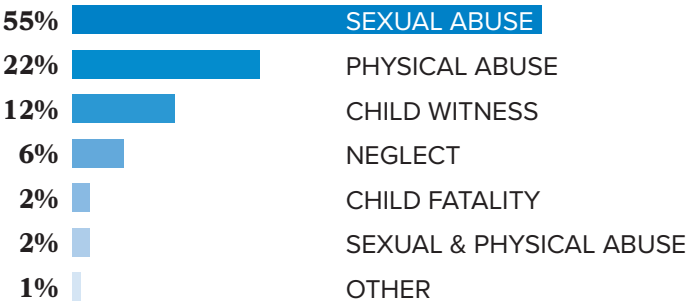 55% SEXUAL ABUSE
22% PHYSICAL ABUSE
12% CHILD WITNESS
6% NEGLECT
2% CHILD FATALITY
2% SEXUAL & PHYSICAL ABUSE
1% OTHER